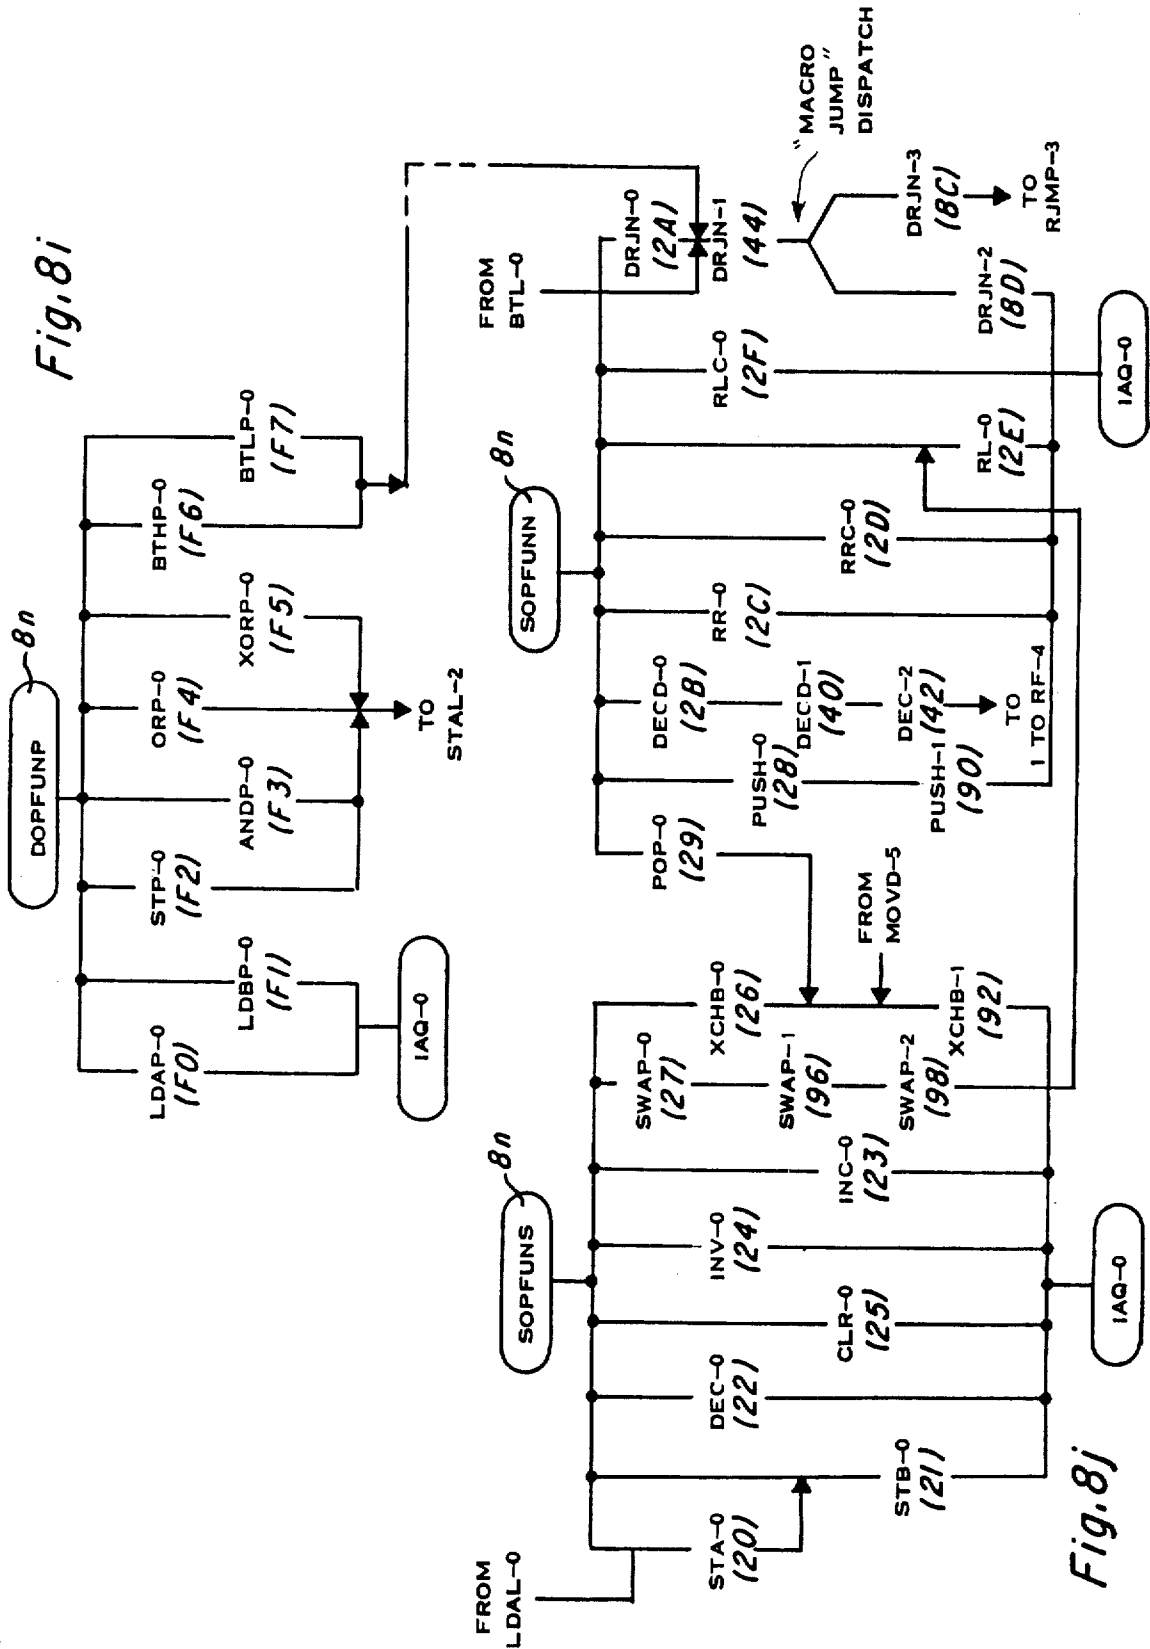 Fig.8i
DOPFUNP
8n
LDAP-0
(F0)
LDBP-0
(F1)
STP-0
(F2)
ANDP-0
(F3)
ORP-0
(F4)
XORP-0
(F5)
BTHP-0
(F6)
BTLP-0
(F7)
IAQ-0
TO
STAL-2
Fig.8j
SOPFUNS
8n
FROM
LDAL-0
STA-0
(20)
STB-0
(21)
DEC-0
(22)
CLR-0
(25)
INV-0
(24)
INC-0
(23)
SWAP-0
(27)
SWAP-1
(96)
SWAP-2
(98)
XCHB-0
(26)
XCHB-1
(92)
FROM
MOVD-5
IAQ-0
SOPFUNN
8n
POP-0
(29)
PUSH-0
(28)
PUSH-1
(90)
DECD-0
(2B)
DECD-1
(40)
DEC-2
(42)
TO
1 TO RF-4
RR-0
(2C)
RRC-0
(2D)
RL-0
(2E)
RLC-0
(2F)
FROM
BTL-0
DRJN-0
(2A)
DRJN-1
(44)
"MACRO
JUMP"
DISPATCH
DRJN-2
(8D)
DRJN-3
(8C)
TO
RJMP-3
IAQ-0